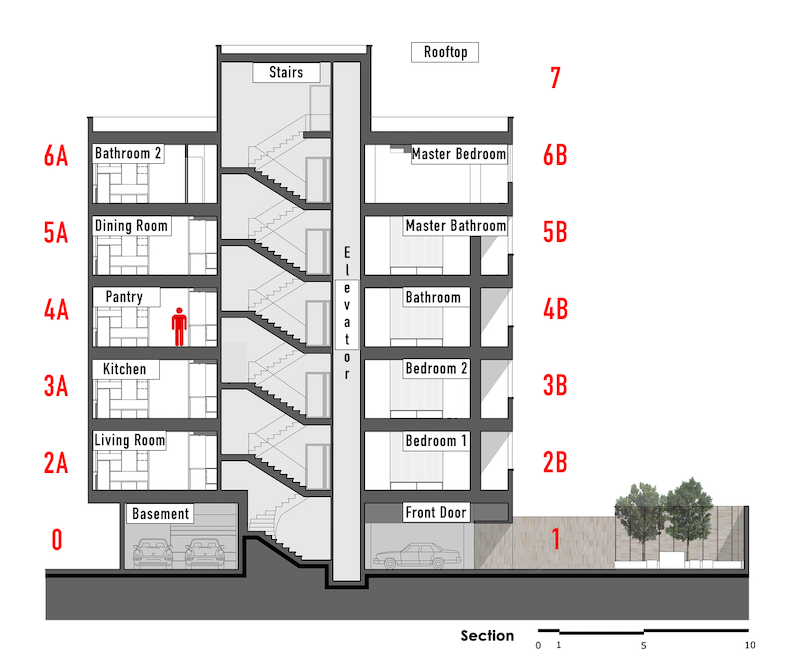 Rooftop
Stairs
7
6A
Bathroom 2
Master Bedroom
6B
5A
Dining Room
Master Bathroom
5B
Elevator
4A
Pantry
Bathroom
4B
3A
Kitchen
Bedroom 2
3B
2A
Living Room
Bedroom 1
2B
Basement
Front Door
0
1
Section
0 1 5 10